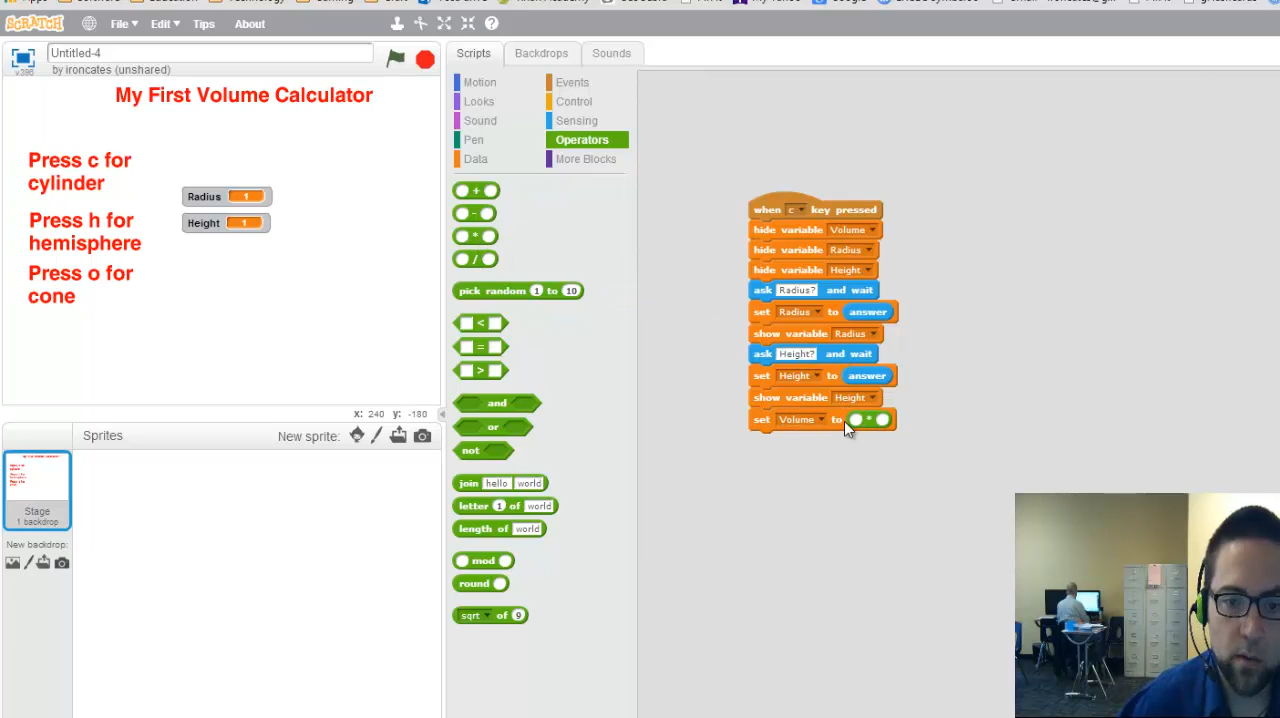 SCRATCH
File
Edit
Tips
About
Untitled-4
by ironcates (unshared)
v396
My First Volume Calculator
Press c for
cylinder
Press h for
hemisphere
Press o for
cone
Radius 1
Height 1
x: 240 y: -180
Sprites
New sprite:
Stage
1 backdrop
New backdrop:
Scripts
Backdrops
Sounds
Motion
Looks
Sound
Pen
Data
Events
Control
Sensing
Operators
More Blocks
+
-
*
/
pick random 1 to 10
<
=
>
and
or
not
join hello world
letter 1 of world
length of world
mod
round
sqrt of 9
when c key pressed
hide variable Volume
hide variable Radius
hide variable Height
ask Radius? and wait
set Radius to answer
show variable Radius
ask Height? and wait
set Height to answer
show variable Height
set Volume to *